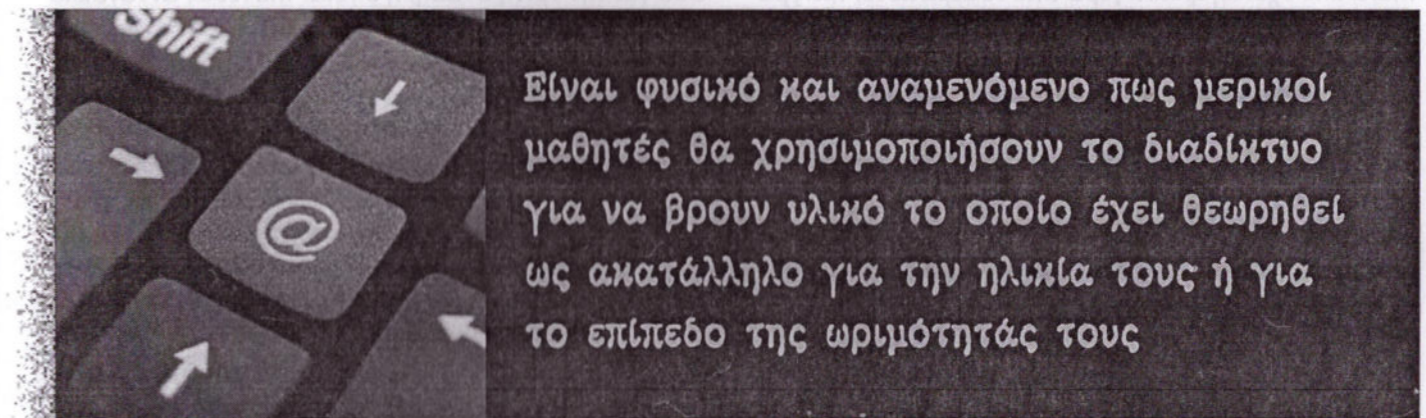 Shift
@
Είναι φυσικό και αναμενόμενο πως μερικοί
μαθητές θα χρησιμοποιήσουν το διαδίκτυο
για να βρουν υλικό το οποίο έχει θεωρηθεί
ως ακατάλληλο για την ηλικία τους ή για
το επίπεδο της ωριμότητάς τους